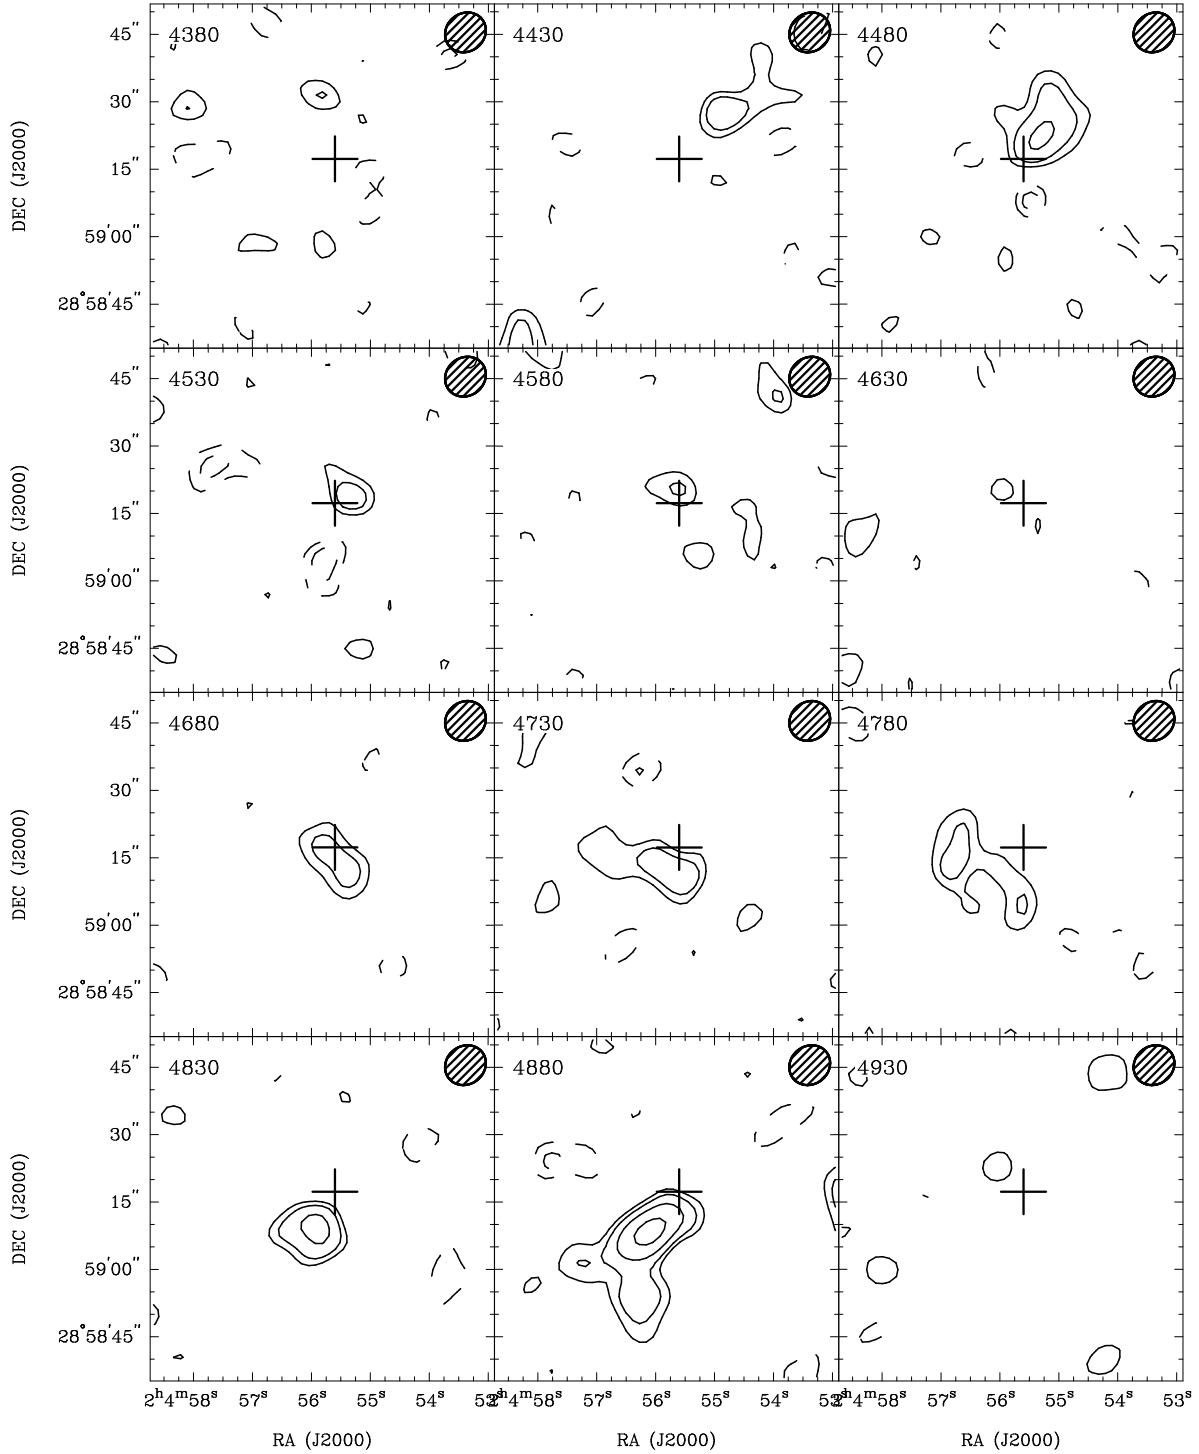 4380 4430 4480
45" 
30"
DEC (J2000)
15"
59'00"
28°58'45"
4530 4580 4630
45"
30"
DEC (J2000)
15"
59'00"
28°58'45"
4680 4730 4780
45"
30"
DEC (J2000)
15"
59'00"
28°58'45"
4830 4880 4930
45"
30"
DEC (J2000)
15"
59'00"
28°58'45"
2ʰ4ᵐ58ˢ 57ˢ 56ˢ 55ˢ 54ˢ 57ˢ 56ˢ 55ˢ 54ˢ 57ˢ 56ˢ 55ˢ 54ˢ 53ˢ
RA (J2000) RA (J2000) RA (J2000)